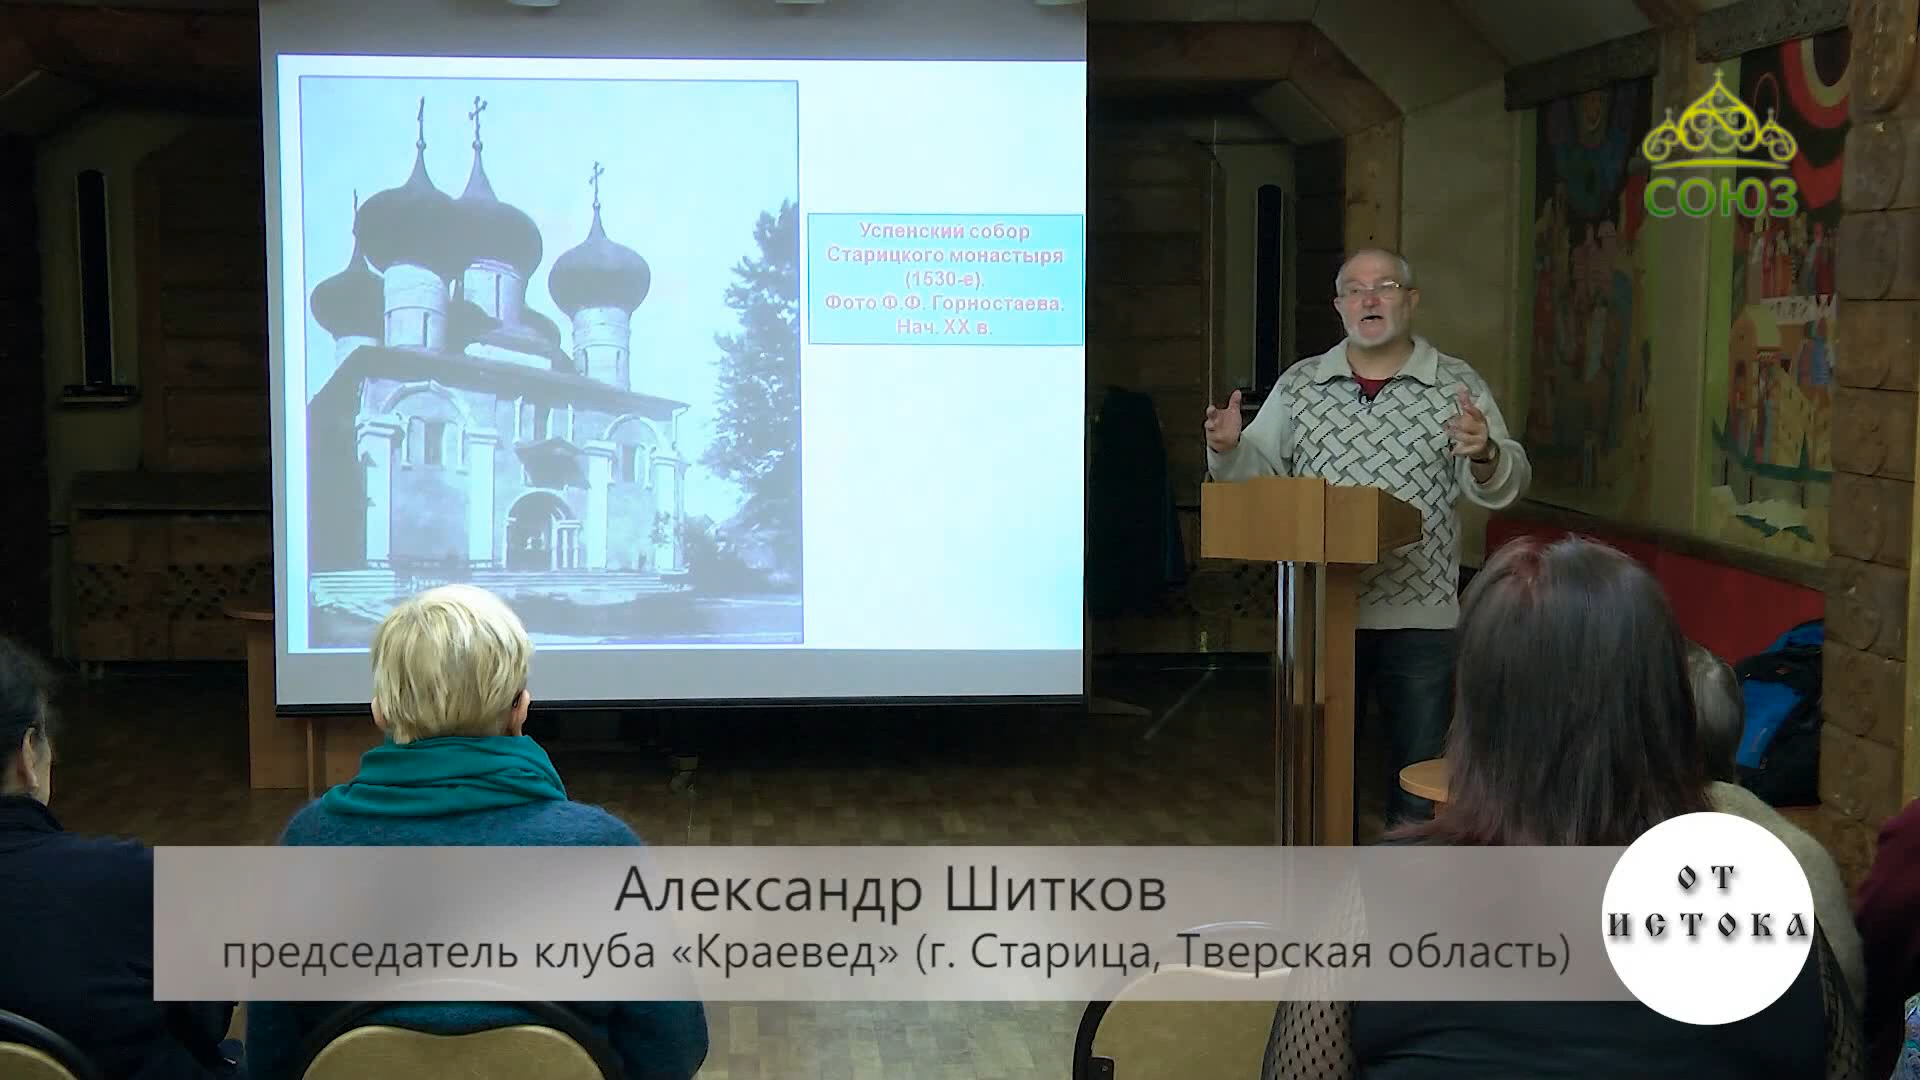 СОЮЗ
Успенский собор
Старицкого монастыря
(1530-е).
Фото Ф.Ф. Горностаева.
Нач. XX в.
Александр Шитков
председатель клуба «Краевед» (г. Старица, Тверская область)
ОТ
ИСТОКА